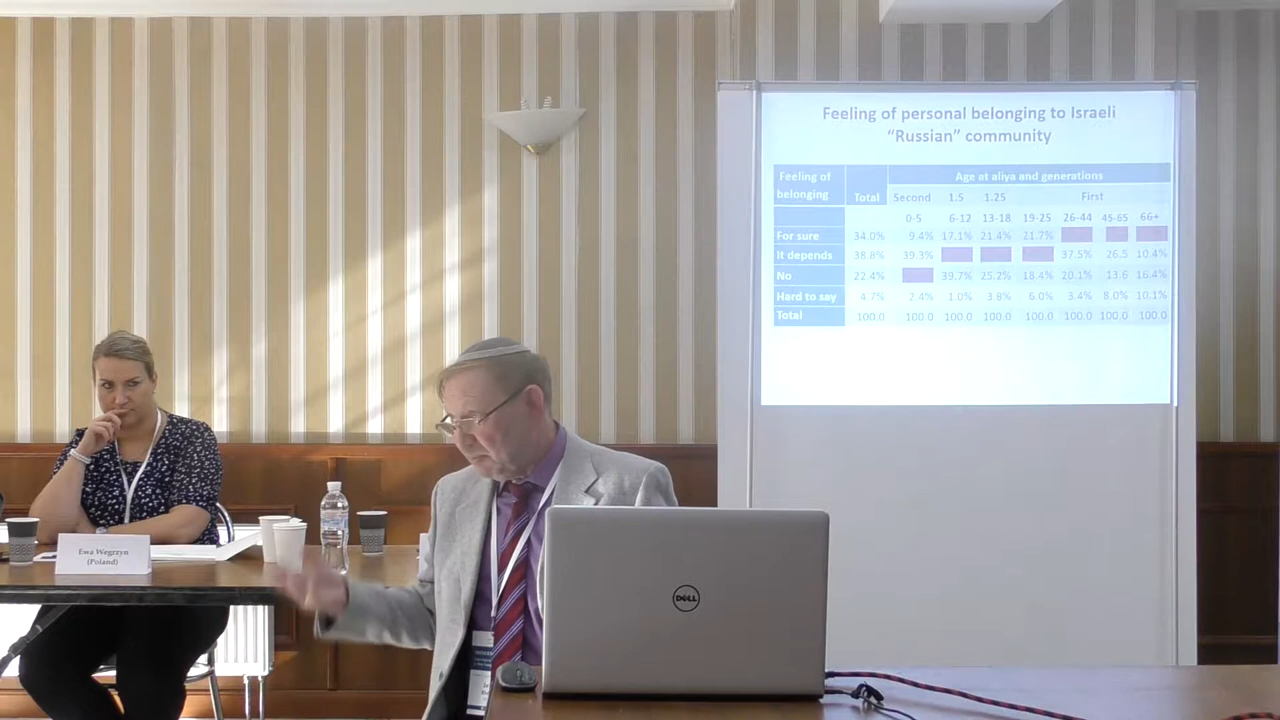 Feeling of personal belonging to Israeli
“Russian” community
Feeling of belonging Total Age at aliya and generations
Second 1.5 1.25 First
0-5 6-12 13-18 19-25 26-44 45-65 66+
For sure 34.0% 9.4% 17.1% 21.4% 21.7%
It depends 38.8% 39.3% 37.5% 26.5 10.4%
No 22.4% 39.7% 25.2% 18.4% 20.1% 13.6 16.4%
Hard to say 4.7% 2.4% 1.0% 3.8% 6.0% 3.4% 8.0% 10.1%
Total 100.0 100.0 100.0 100.0 100.0 100.0 100.0 100.0
Ewa Węgrzyn
(Poland)
DELL